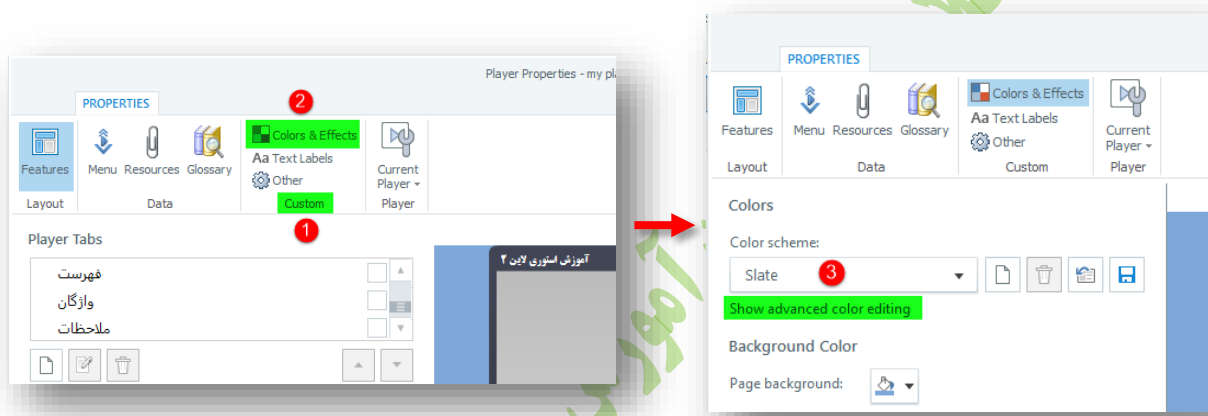 Player Properties - my pl
PROPERTIES
2
Features
Menu
Resources
Glossary
Colors & Effects
Aa Text Labels
Other
Current
Player
Layout
Data
Custom
Player
1
Player Tabs
فهرست
واژگان
ملاحظات
آموزش استوری لاین ۲
PROPERTIES
Features
Menu
Resources
Glossary
Colors & Effects
Aa Text Labels
Other
Current
Player
Layout
Data
Custom
Player
Colors
Color scheme:
Slate
3
Show advanced color editing
Background Color
Page background: